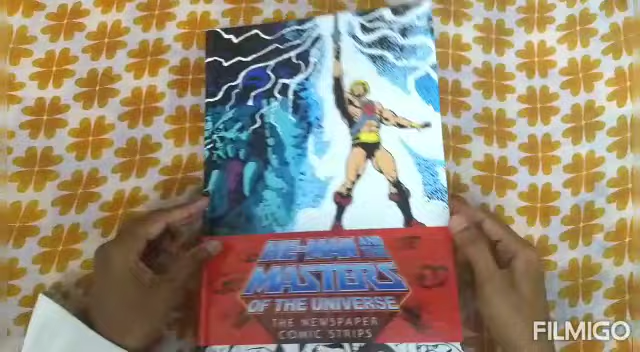 HE-MAN AND THE
MASTERS
OF THE UNIVERSE
THE NEWSPAPER
COMIC STRIPS
FILMIGO